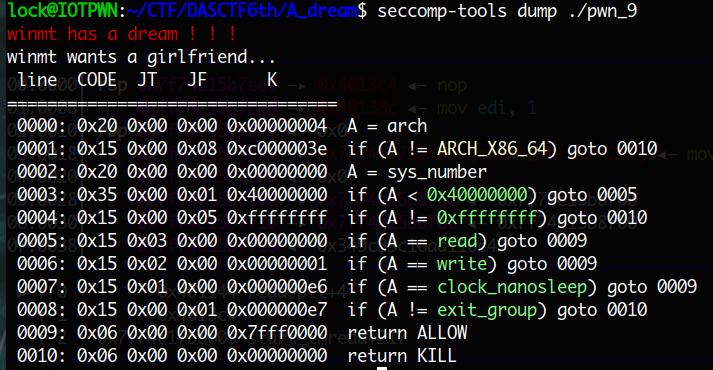 lock@IOTPWN:~/CTF/DASCTF6th/A_dream$ seccomp-tools dump ./pwn_9
winmt has a dream ! ! !
winmt wants a girlfriend...
 line  CODE  JT   JF      K
=================================
 0000: 0x20 0x00 0x00 0x00000004  A = arch
 0001: 0x15 0x00 0x08 0xc000003e  if (A != ARCH_X86_64) goto 0010
 0002: 0x20 0x00 0x00 0x00000000  A = sys_number
 0003: 0x35 0x00 0x01 0x40000000  if (A < 0x40000000) goto 0005
 0004: 0x15 0x00 0x05 0xffffffff  if (A != 0xffffffff) goto 0010
 0005: 0x15 0x03 0x00 0x00000000  if (A == read) goto 0009
 0006: 0x15 0x02 0x00 0x00000001  if (A == write) goto 0009
 0007: 0x15 0x01 0x00 0x000000e6  if (A == clock_nanosleep) goto 0009
 0008: 0x15 0x00 0x01 0x000000e7  if (A != exit_group) goto 0010
 0009: 0x06 0x00 0x00 0x7fff0000  return ALLOW
 0010: 0x06 0x00 0x00 0x00000000  return KILL